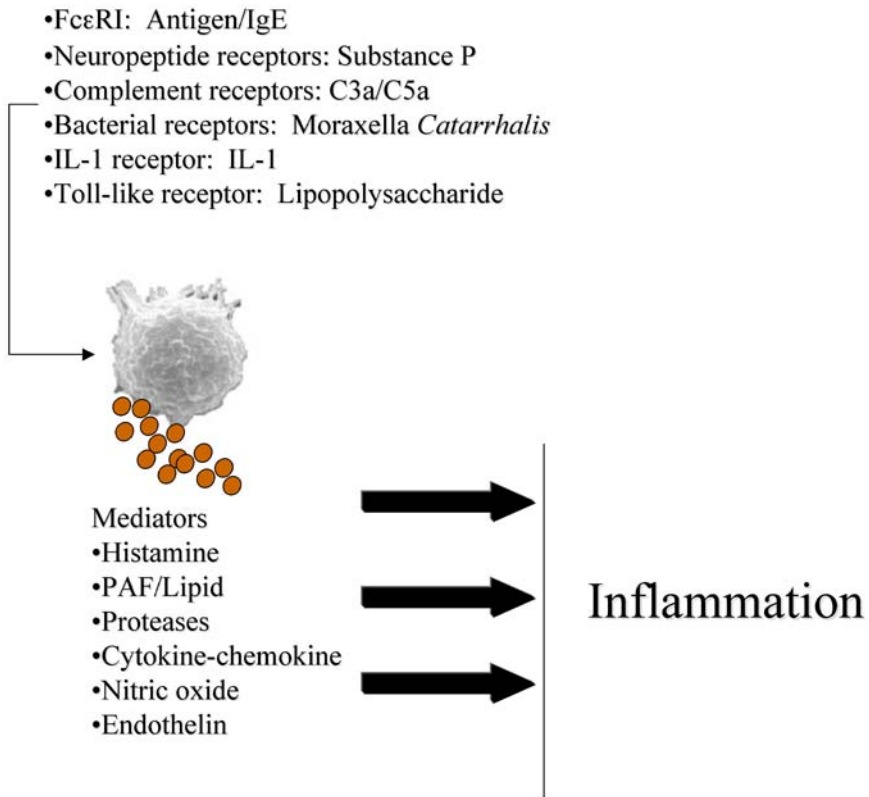 •FcεRI: Antigen/IgE
•Neuropeptide receptors: Substance P
•Complement receptors: C3a/C5a
•Bacterial receptors: Moraxella Catarrhalis
•IL-1 receptor: IL-1
•Toll-like receptor: Lipopolysaccharide
Mediators
•Histamine
•PAF/Lipid
•Proteases
•Cytokine-chemokine
•Nitric oxide
•Endothelin
Inflammation